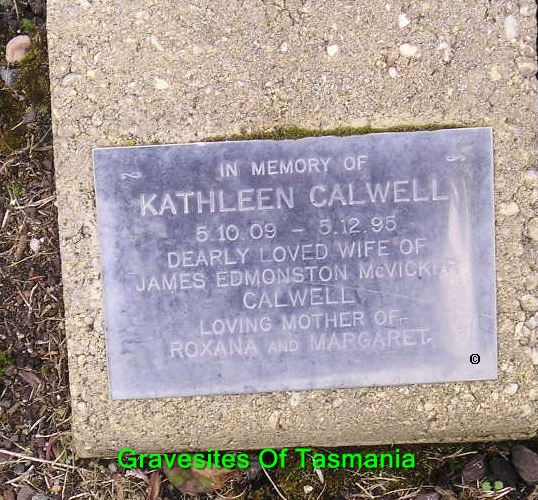 IN MEMORY OF
KATHLEEN CALWELL
5.10.09 - 5.12.95
DEARLY LOVED WIFE OF
JAMES EDMONSTON
CALWELL
LOVING MOTHER OF
ROXANA AND MARGARET.
©
Gravesites Of Tasmania